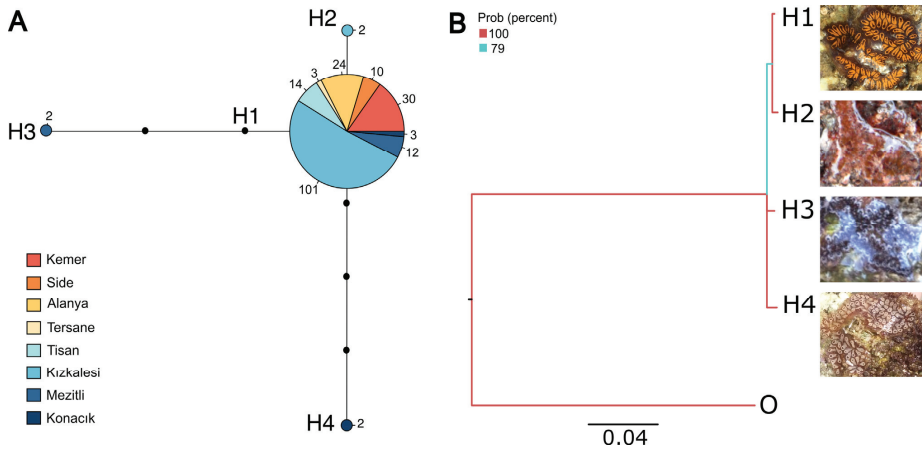 A
H2
2
24
3
10
14
30
2
H1
H3
3
12
101
Kemer
Side
Alanya
Tersane
Tisan
Kızkalesi
Mezitli
Konacık
H4
2
B
Prob (percent)
100
79
H1
H2
H3
H4
O
0.04